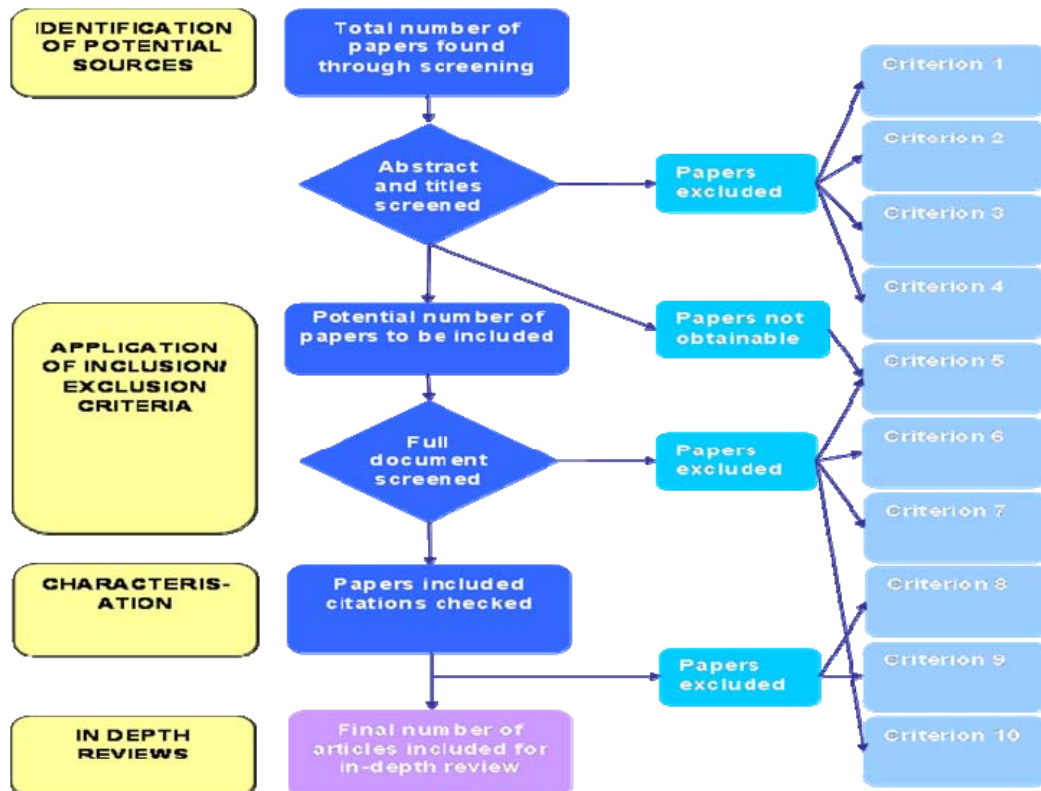 IDENTIFICATION
OF POTENTIAL
SOURCES
Total number of
papers found
through screening
Criterion 1
Criterion 2
Abstract
and titles
screened
Papers
excluded
Criterion 3
Criterion 4
APPLICATION
OF INCLUSION/
EXCLUSION
CRITERIA
Potential number of
papers to be included
Papers not
obtainable
Criterion 5
Full
document
screened
Papers
excluded
Criterion 6
Criterion 7
CHARACTERIS-
ATION
Papers included
citations checked
Criterion 8
Papers
excluded
Criterion 9
IN DEPTH
REVIEWS
Final number of
articles included for
in-depth review
Criterion 10